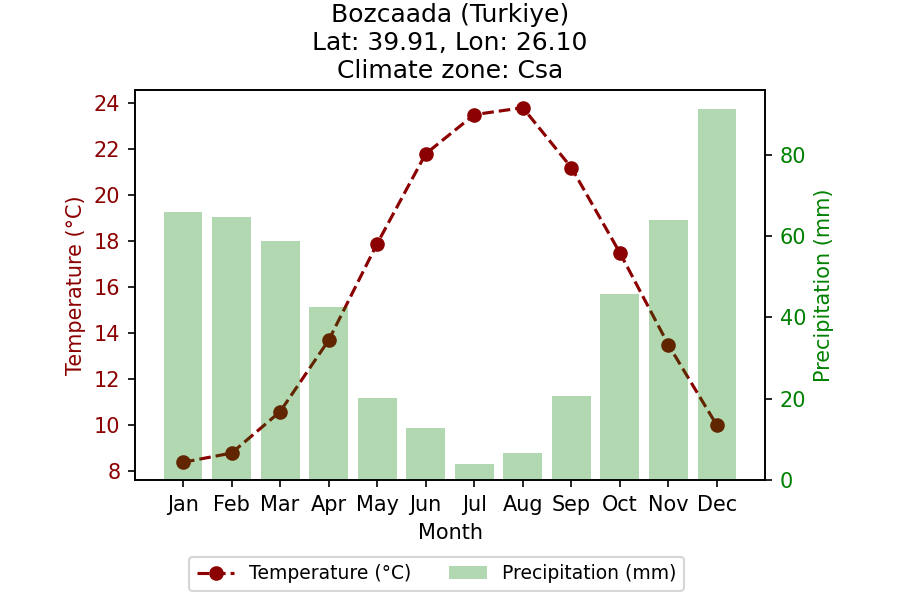 Bozcaada (Turkiye)
Lat: 39.91, Lon: 26.10
Climate zone: Csa
Temperature (°C)
24
22
20
18
16
14
12
10
8
80
60
40
20
0
Precipitation (mm)
Jan Feb Mar Apr May Jun Jul Aug Sep Oct Nov Dec
Month
Temperature (°C) Precipitation (mm)